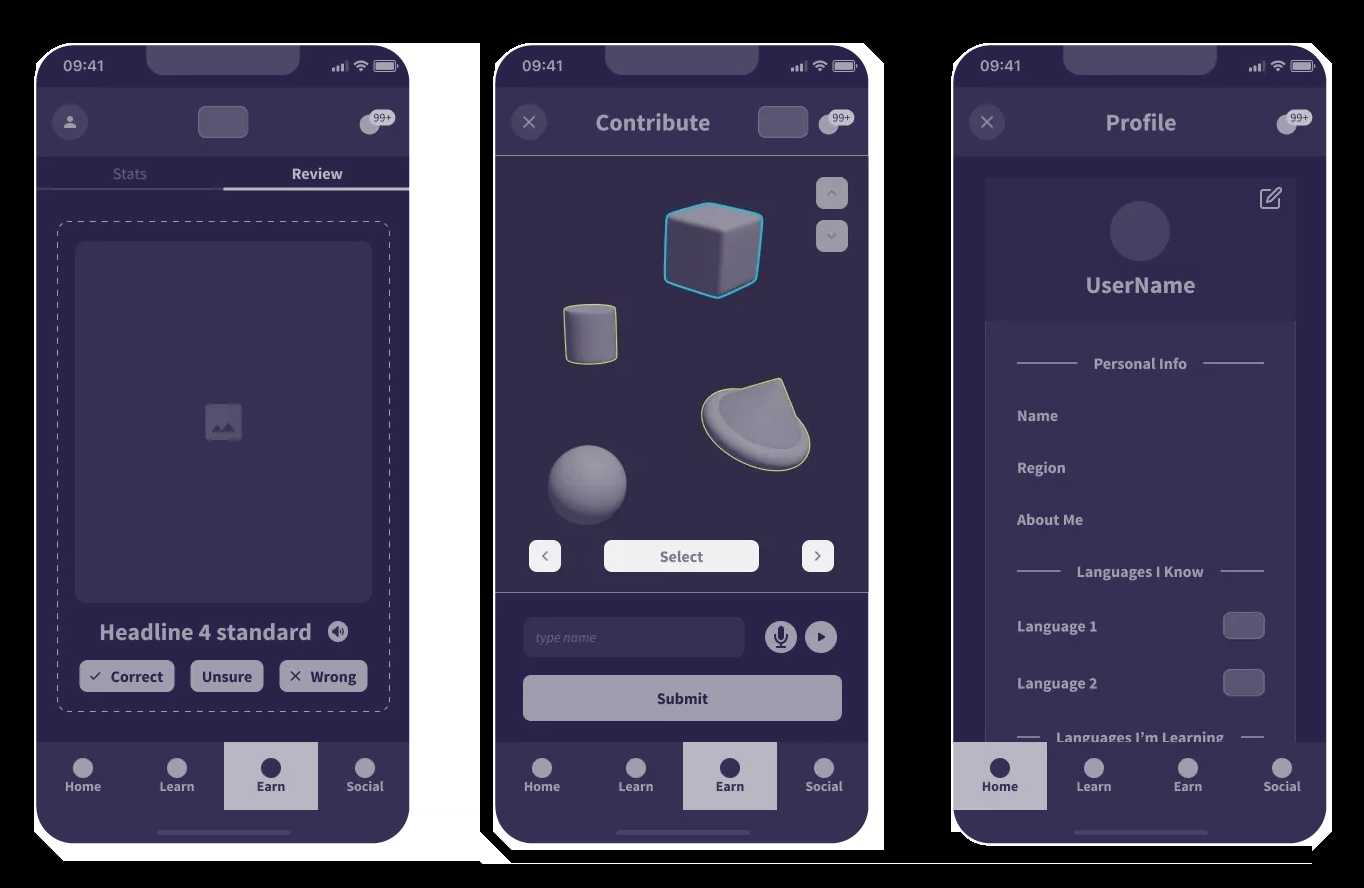 09:41
99+
Stats Review
Headline 4 standard
Correct Unsure Wrong
Home Learn Earn Social
09:41
Contribute 99+
Select
type name
Submit
Home Learn Earn Social
09:41
Profile 99+
UserName
Personal Info
Name
Region
About Me
Languages I Know
Language 1
Language 2
Languages I'm Learning
Home Learn Earn Social